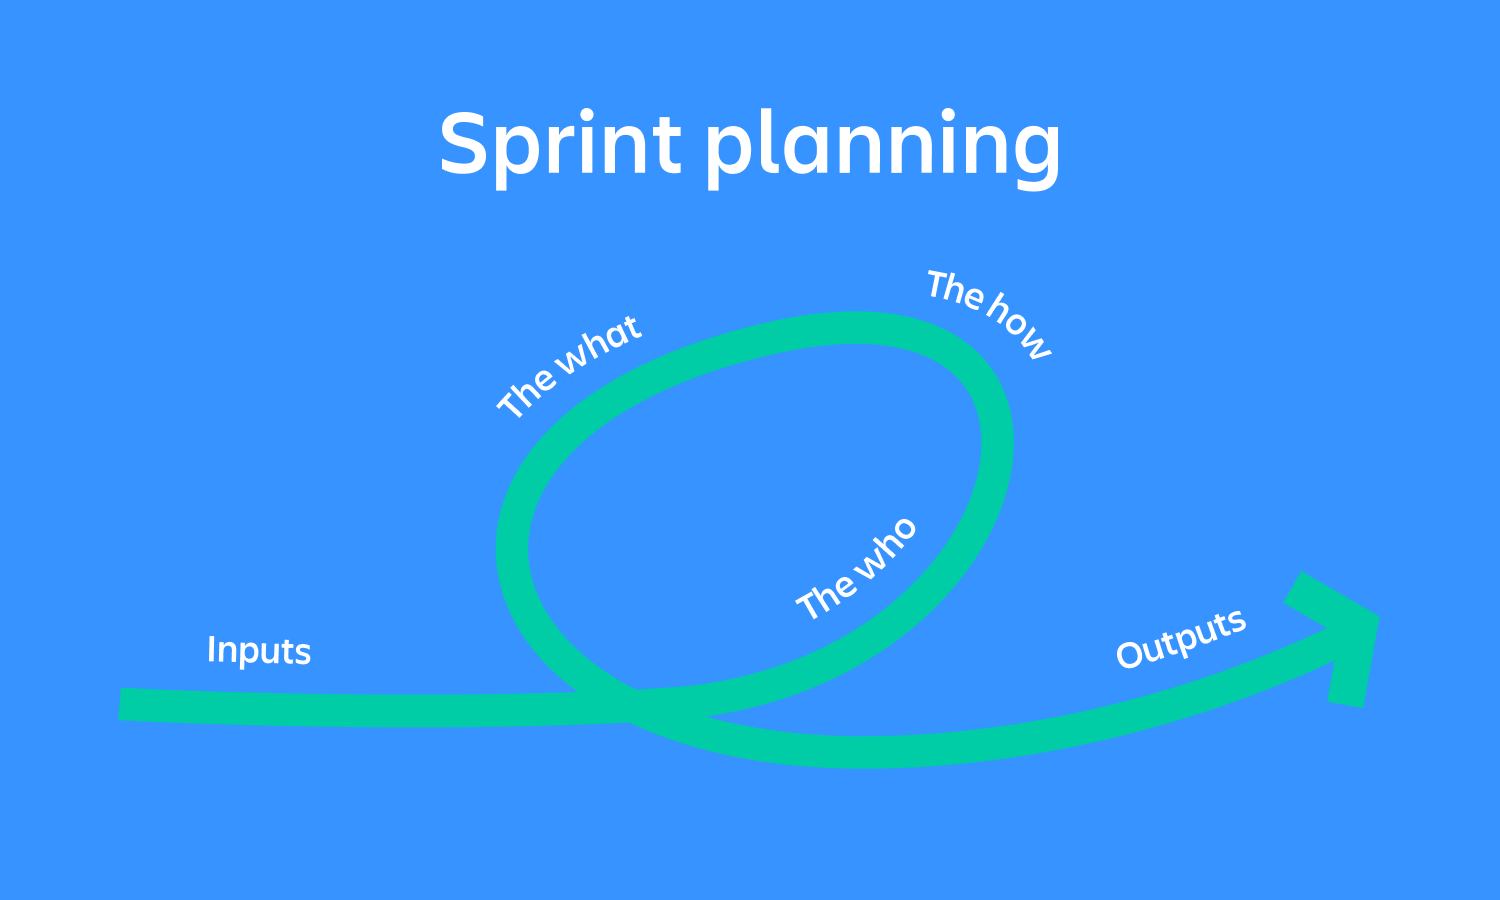 Sprint planning
The what
The how
The who
Inputs
Outputs